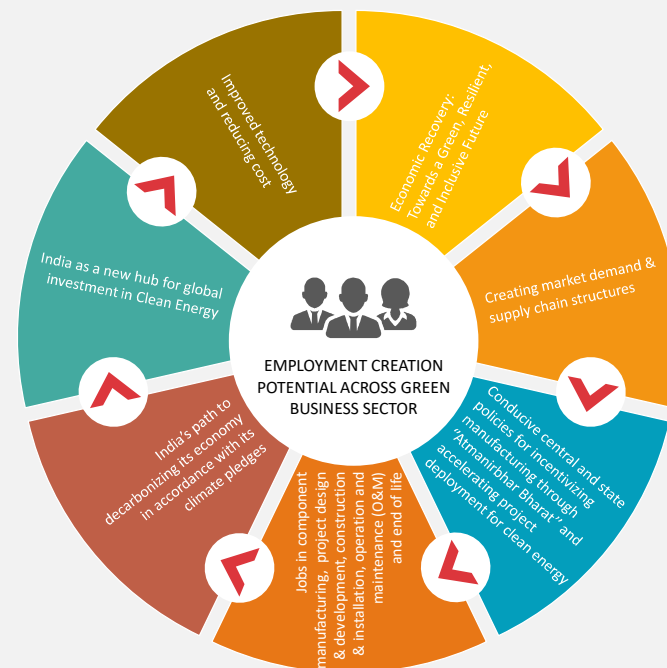 Economic Recovery:
Towards a Green, Resilient,
and Inclusive Future
Creating market demand &
supply chain structures
Conducive central and state
policies for incentivizing
manufacturing through
“Atmanirbhar Bharat” and
accelerating project
deployment for clean energy
Jobs in component
manufacturing, project design
& development, construction
& installation, operation and
maintenance (O&M)
and end of life
India’s path to
decarbonizing its economy
in accordance with its
climate pledges
India as a new hub for global
investment in Clean Energy
Improved technology
and reducing cost
EMPLOYMENT CREATION
POTENTIAL ACROSS GREEN
BUSINESS SECTOR